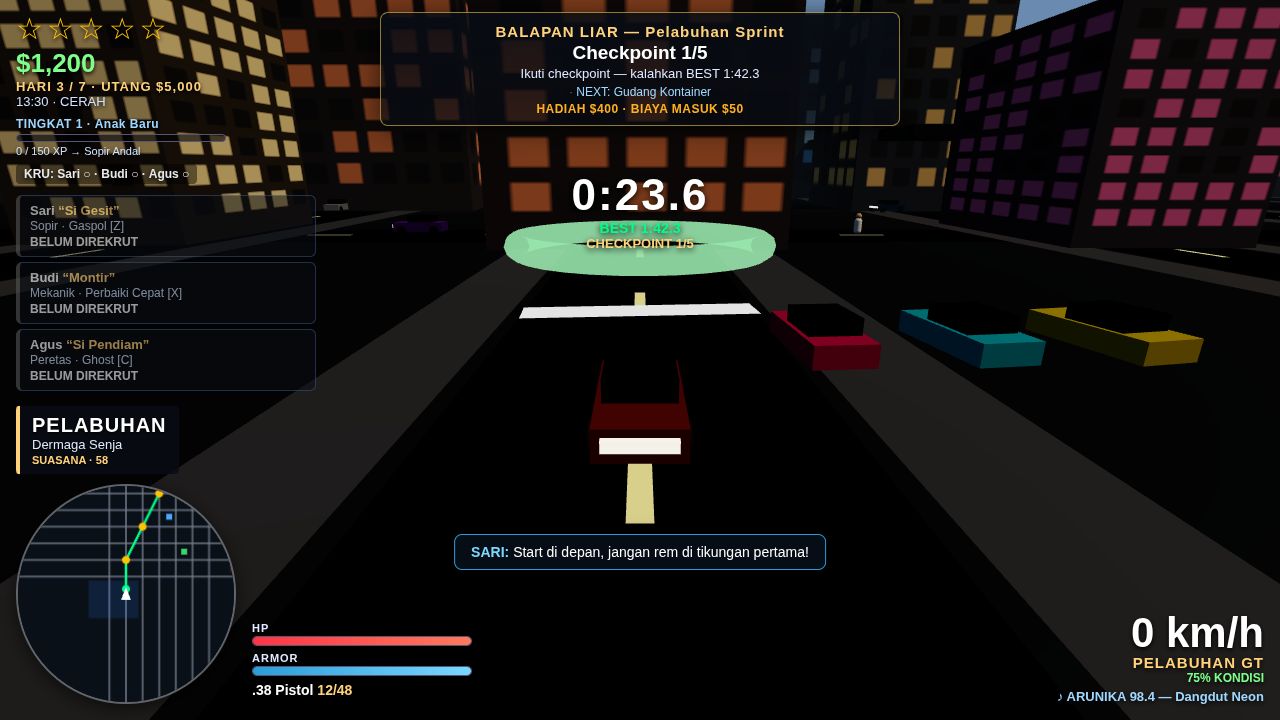 ☆☆☆☆☆
$1,200
HARI 3 / 7 · UTANG $5,000
13:30 · CERAH
TINGKAT 1 · Anak Baru
0 / 150 XP → Sopir Andal
KRU: Sari ○ · Budi ○ · Agus ○
Sari “Si Gesit”
Sopir · Gaspol [Z]
BELUM DIREKRUT
Budi “Montir”
Mekanik · Perbaiki Cepat [X]
BELUM DIREKRUT
Agus “Si Pendiam”
Peretas · Ghost [C]
BELUM DIREKRUT
PELABUHAN
Dermaga Senja
SUASANA · 58
BALAPAN LIAR — Pelabuhan Sprint
Checkpoint 1/5
Ikuti checkpoint — kalahkan BEST 1:42.3
· NEXT: Gudang Kontainer
HADIAH $400 · BIAYA MASUK $50
0:23.6
BEST 1:42.3
CHECKPOINT 1/5
SARI: Start di depan, jangan rem di tikungan pertama!
HP
ARMOR
.38 Pistol 12/48
0 km/h
PELABUHAN GT
75% KONDISI
♪ ARUNIKA 98.4 — Dangdut Neon